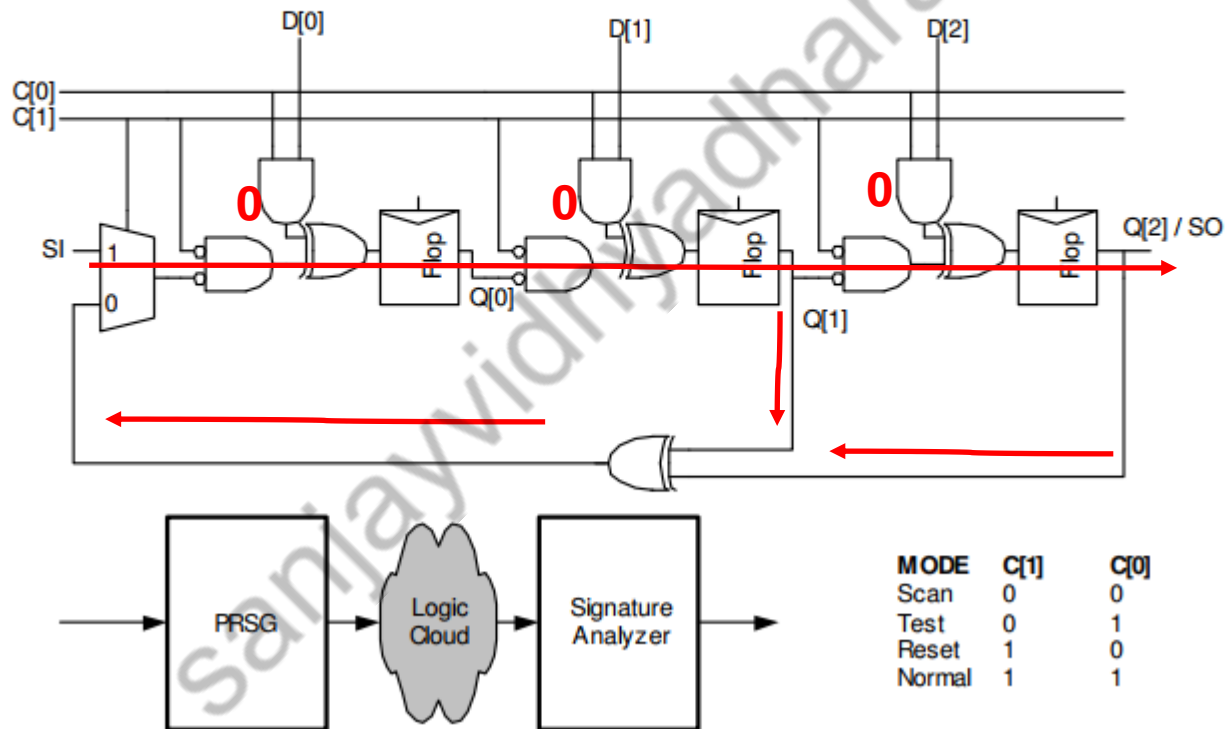 D[0] D[1] D[2]
C[0]
C[1]
0 0 0
SI 1 Flop Flop Flop Q[2] / SO
0 Q[0] Q[1]
PRSG Logic Cloud Signature Analyzer
MODE C[1] C[0]
Scan 0 0
Test 0 1
Reset 1 0
Normal 1 1
sanjayvidhyadhara